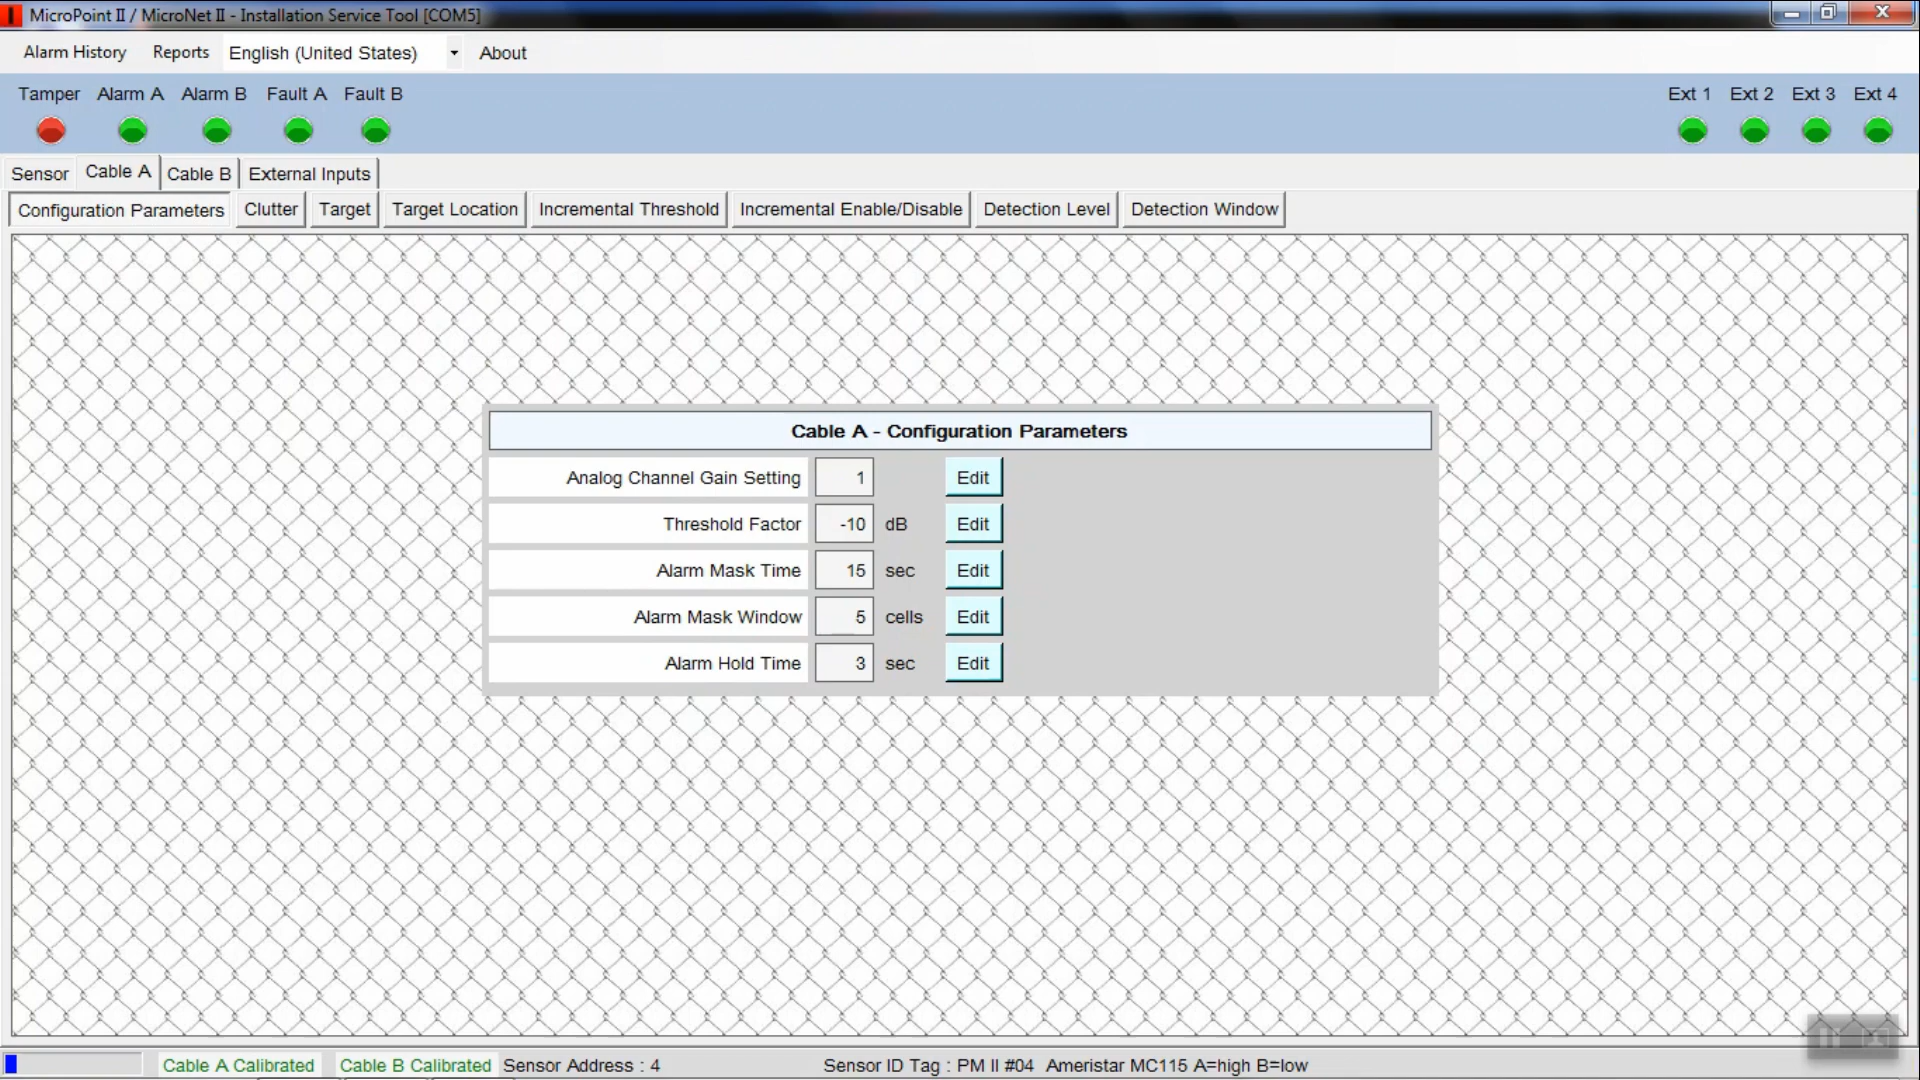 MicroPoint II / MicroNet II - Installation Service Tool [COM5]
Alarm History Reports English (United States) About
Tamper Alarm A Alarm B Fault A Fault B Ext 1 Ext 2 Ext 3 Ext 4
Sensor Cable A Cable B External Inputs
Configuration Parameters Clutter Target Target Location Incremental Threshold Incremental Enable/Disable Detection Level Detection Window
Cable A - Configuration Parameters
Analog Channel Gain Setting 1 Edit
Threshold Factor -10 dB Edit
Alarm Mask Time 15 sec Edit
Alarm Mask Window 5 cells Edit
Alarm Hold Time 3 sec Edit
Cable A Calibrated Cable B Calibrated Sensor Address : 4 Sensor ID Tag : PM II #04 Ameristar MC115 A=high B=low